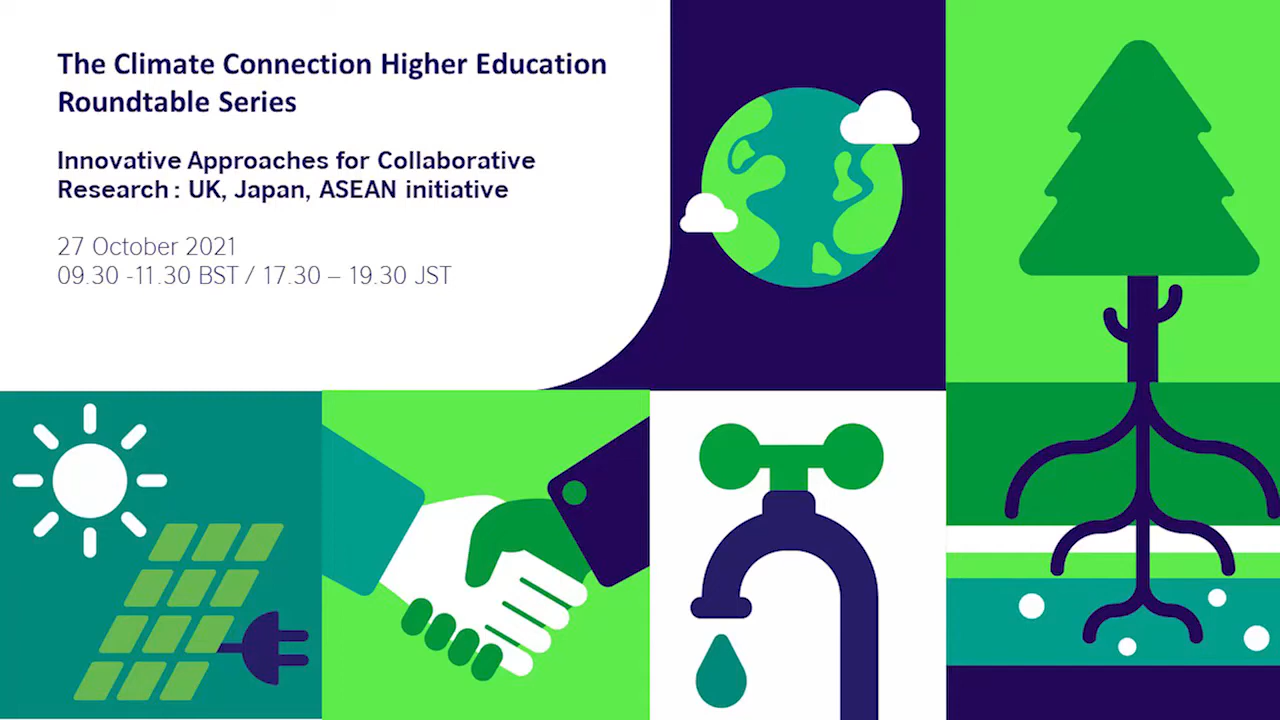 The Climate Connection Higher Education
Roundtable Series
Innovative Approaches for Collaborative
Research : UK, Japan, ASEAN initiative
27 October 2021
09.30 -11.30 BST / 17.30 – 19.30 JST